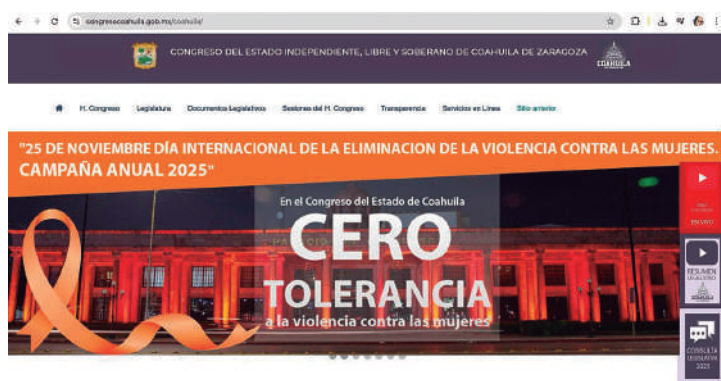 congresocoahuila.gob.mx/coahuila/
CONGRESO DEL ESTADO INDEPENDIENTE, LIBRE Y SOBERANO DE COAHUILA DE ZARAGOZA
COAHUILA
H. Congreso Legislatura Documentos Legislativos Sesiones del H. Congreso Transparencia Servicios en Línea Sitio anterior
"25 DE NOVIEMBRE DÍA INTERNACIONAL DE LA ELIMINACION DE LA VIOLENCIA CONTRA LAS MUJERES.
CAMPAÑA ANUAL 2025"
En el Congreso del Estado de Coahuila
CERO
TOLERANCIA
a la violencia contra las mujeres
EN VIVO
RESUMEN
LEGISLATIVO
CONSULTA
LEGISLATIVA
2025